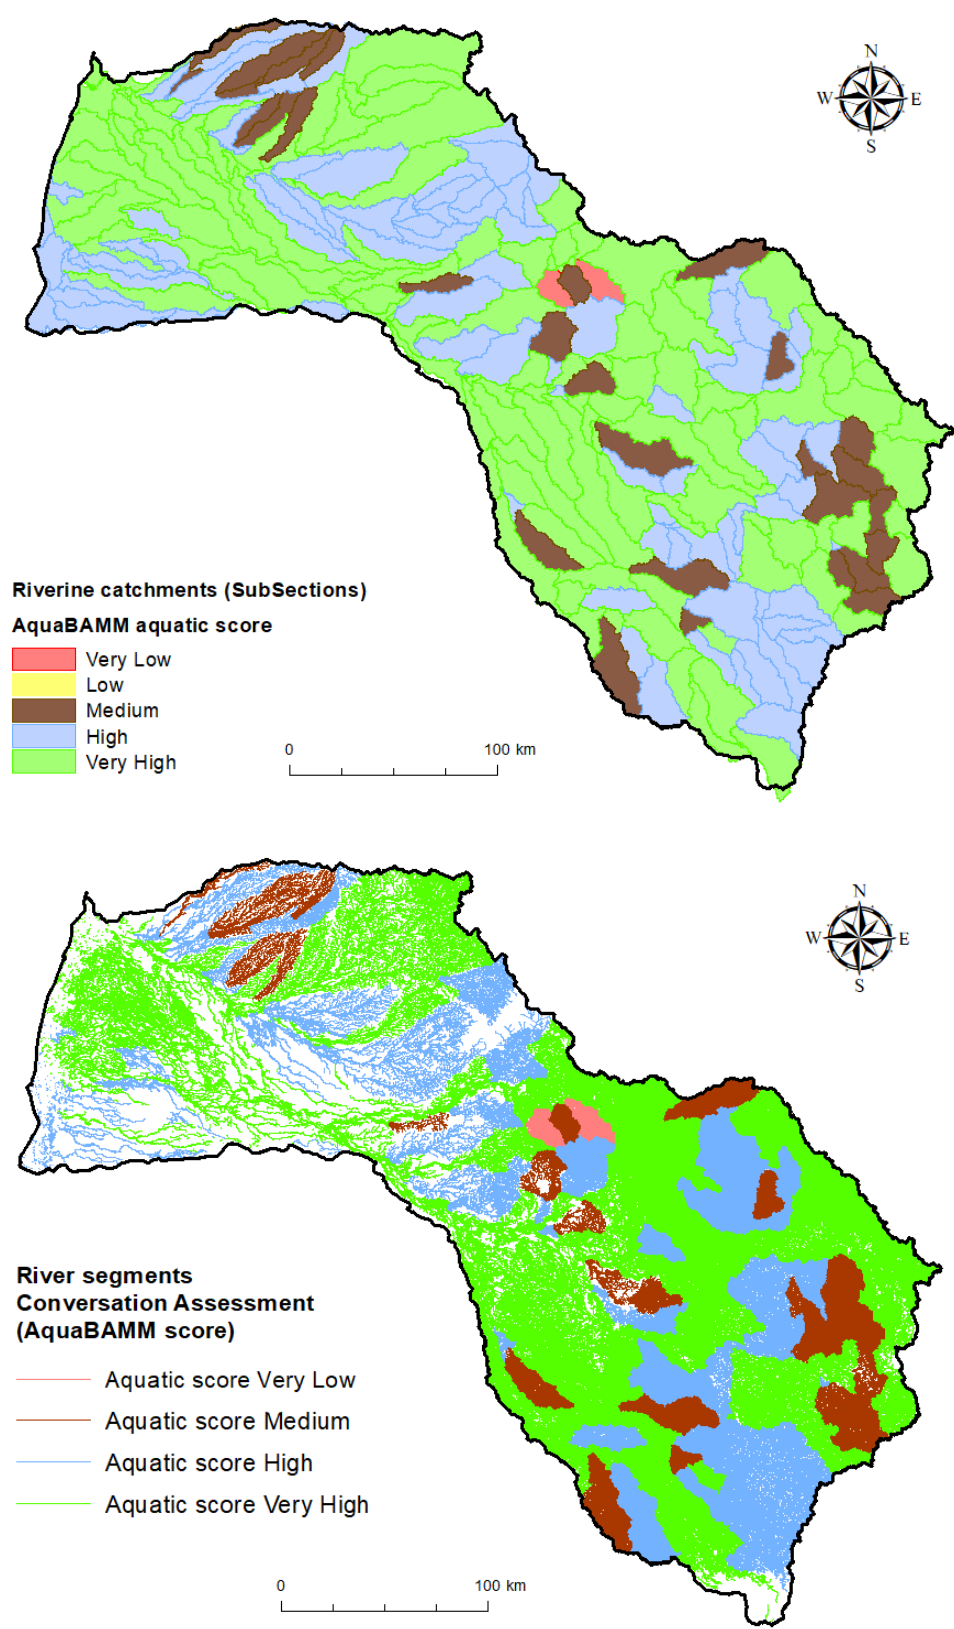 N
W E
S
Riverine catchments (SubSections)
AquaBAMM aquatic score
Very Low
Low
Medium
High
Very High
0 100 km
N
W E
S
River segments
Conversation Assessment
(AquaBAMM score)
Aquatic score Very Low
Aquatic score Medium
Aquatic score High
Aquatic score Very High
0 100 km